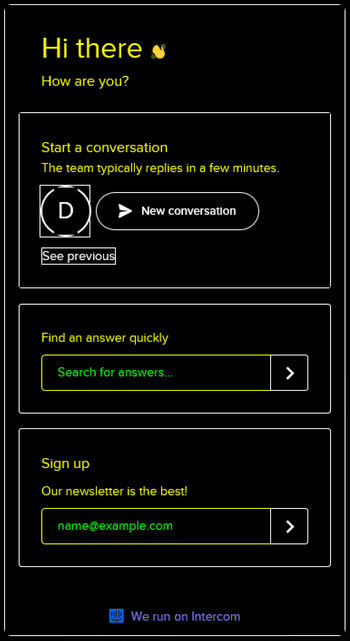 Hi there 👋
How are you?
Start a conversation
The team typically replies in a few minutes.
D
New conversation
See previous
Find an answer quickly
Search for answers...
Sign up
Our newsletter is the best!
name@example.com
We run on Intercom